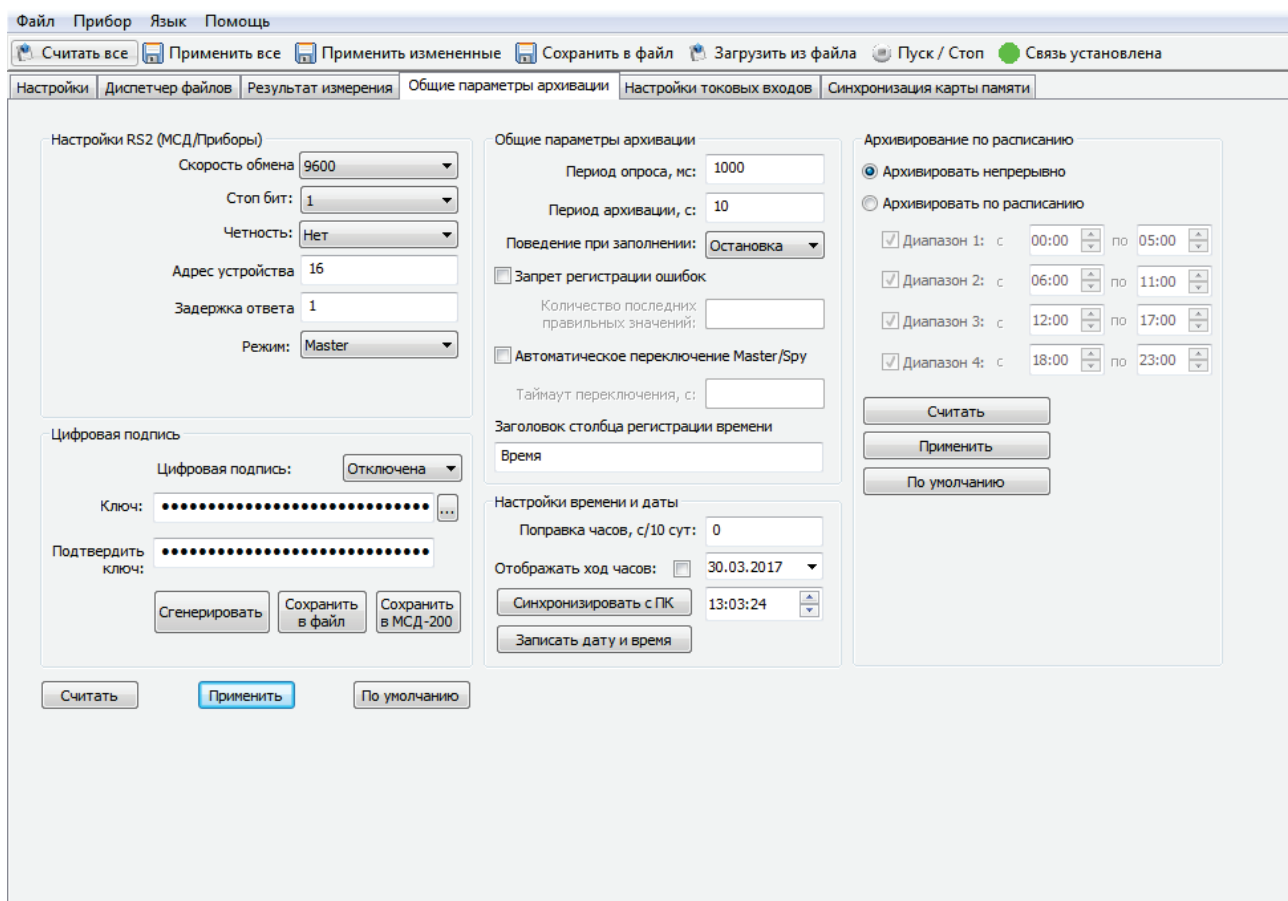 Файл Прибор Язык Помощь
Считать все Применить все Применить измененные Сохранить в файл Загрузить из файла Пуск / Стоп Связь установлена
Настройки Диспетчер файлов Результат измерения Общие параметры архивации Настройки токовых входов Синхронизация карты памяти
Настройки RS2 (МСД/Приборы)
Скорость обмена 9600
Стоп бит: 1
Четность: Нет
Адрес устройства 16
Задержка ответа 1
Режим: Master
Цифровая подпись
Цифровая подпись: Отключена
Ключ: ●●●●●●●●●●●●●●●●●●●●●●●●●●●●● ...
Подтвердить
ключ: ●●●●●●●●●●●●●●●●●●●●●●●●●●●●●
Сгенерировать
Сохранить
в файл
Сохранить
в МСД-200
Считать Применить По умолчанию
Общие параметры архивации
Период опроса, мс: 1000
Период архивации, с: 10
Поведение при заполнении: Остановка
Запрет регистрации ошибок
Количество последних
правильных значений:
Автоматическое переключение Master/Spy
Таймаут переключения, с:
Заголовок столбца регистрации времени
Время
Настройки времени и даты
Поправка часов, с/10 сут: 0
Отображать ход часов: 30.03.2017
Синхронизировать с ПК 13:03:24
Записать дату и время
Архивирование по расписанию
Архивировать непрерывно
Архивировать по расписанию
Диапазон 1: с 00:00 по 05:00
Диапазон 2: с 06:00 по 11:00
Диапазон 3: с 12:00 по 17:00
Диапазон 4: с 18:00 по 23:00
Считать
Применить
По умолчанию